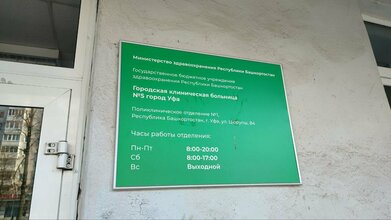 Министерство здравоохранения Республики Башкортостан
Государственное бюджетное учреждение
здравоохранения Республики Башкортостан
Городская клиническая больница
№5 город Уфа
Поликлиническое отделение №1,
Республика Башкортостан, г. Уфа, ул. Шафиева, 54
Часы работы отделения:
Пн-Пт 8:00-20:00
Сб 8:00-17:00
Вс Выходной